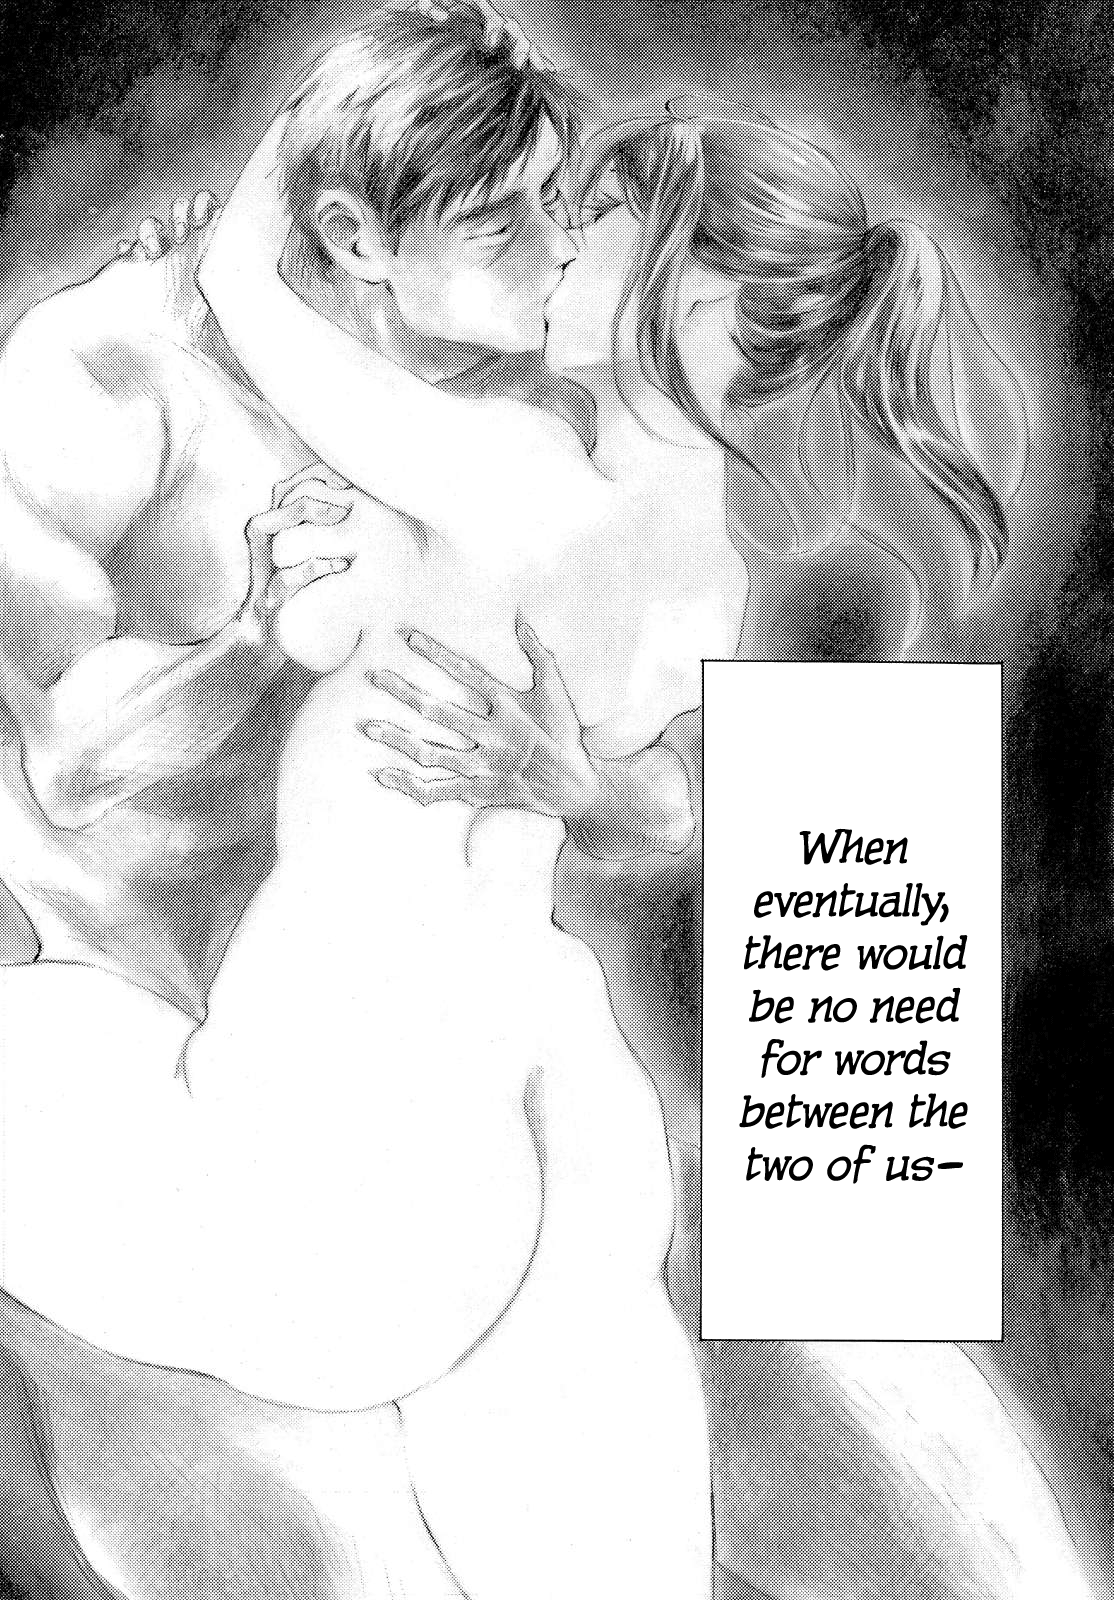 When
eventually,
there would
be no need
for words
between the
two of us–